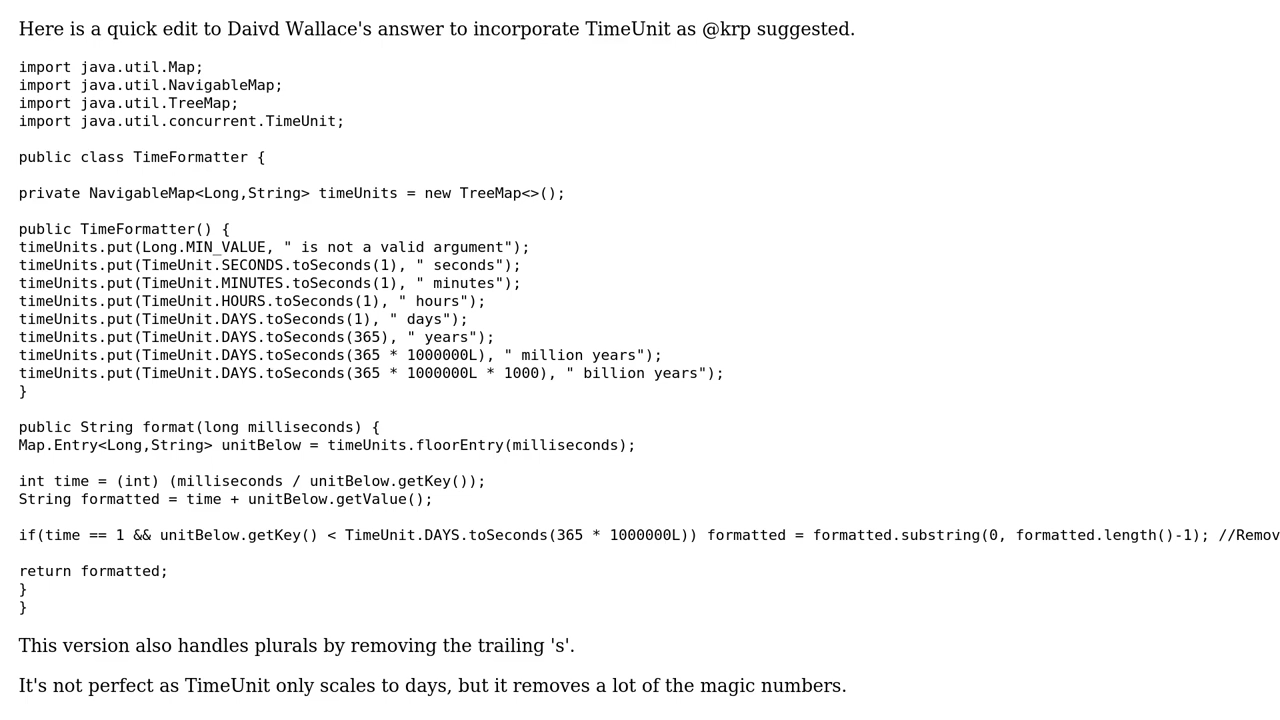 Here is a quick edit to Daivd Wallace's answer to incorporate TimeUnit as @krp suggested.
import java.util.Map;
import java.util.NavigableMap;
import java.util.TreeMap;
import java.util.concurrent.TimeUnit;
public class TimeFormatter {
private NavigableMap<Long,String> timeUnits = new TreeMap<>();
public TimeFormatter() {
timeUnits.put(Long.MIN_VALUE, " is not a valid argument");
timeUnits.put(TimeUnit.SECONDS.toSeconds(1), " seconds");
timeUnits.put(TimeUnit.MINUTES.toSeconds(1), " minutes");
timeUnits.put(TimeUnit.HOURS.toSeconds(1), " hours");
timeUnits.put(TimeUnit.DAYS.toSeconds(1), " days");
timeUnits.put(TimeUnit.DAYS.toSeconds(365), " years");
timeUnits.put(TimeUnit.DAYS.toSeconds(365 * 1000000L), " million years");
timeUnits.put(TimeUnit.DAYS.toSeconds(365 * 1000000L * 1000), " billion years");
}
public String format(long milliseconds) {
Map.Entry<Long,String> unitBelow = timeUnits.floorEntry(milliseconds);
int time = (int) (milliseconds / unitBelow.getKey());
String formatted = time + unitBelow.getValue();
if(time == 1 && unitBelow.getKey() < TimeUnit.DAYS.toSeconds(365 * 1000000L)) formatted = formatted.substring(0, formatted.length()-1); //Remov
return formatted;
}
}
This version also handles plurals by removing the trailing 's'.
It's not perfect as TimeUnit only scales to days, but it removes a lot of the magic numbers.